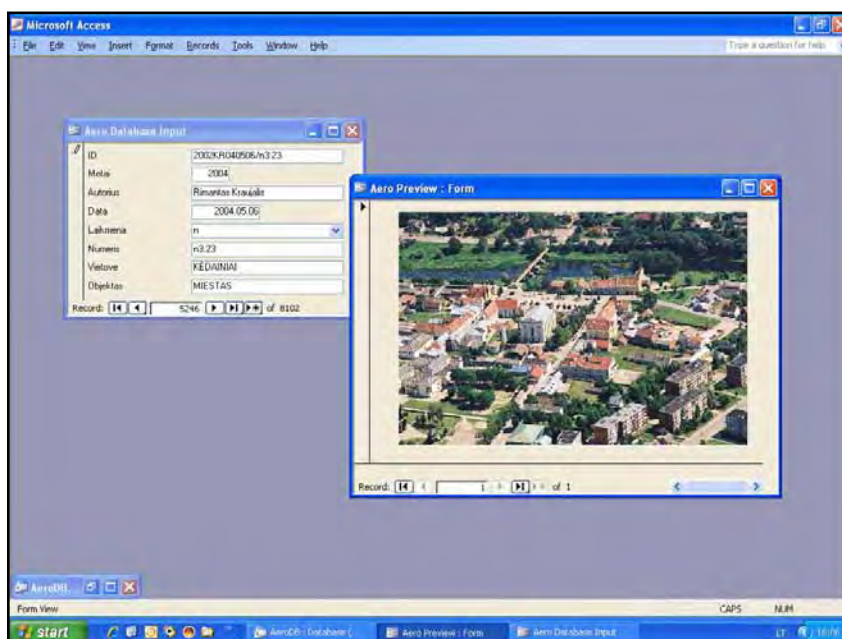 Microsoft Access
File Edit View Insert Format Records Tools Window Help
Type a question for help
Aero Database Input
ID 2002KR040506/n3.23
Metai 2004
Autorius Rimantas Kraujalis
Data 2004.05.06
Laikmena n
Numeris n3.23
Vietove KĖDAINIAI
Objektas MIESTAS
Record: 5246 of 8102
Aero Preview : Form
Record: 1 of 1
AeroDB
Form View CAPS NUM
start AeroDB : Database ( Aero Preview : Form Aero Database Input LT